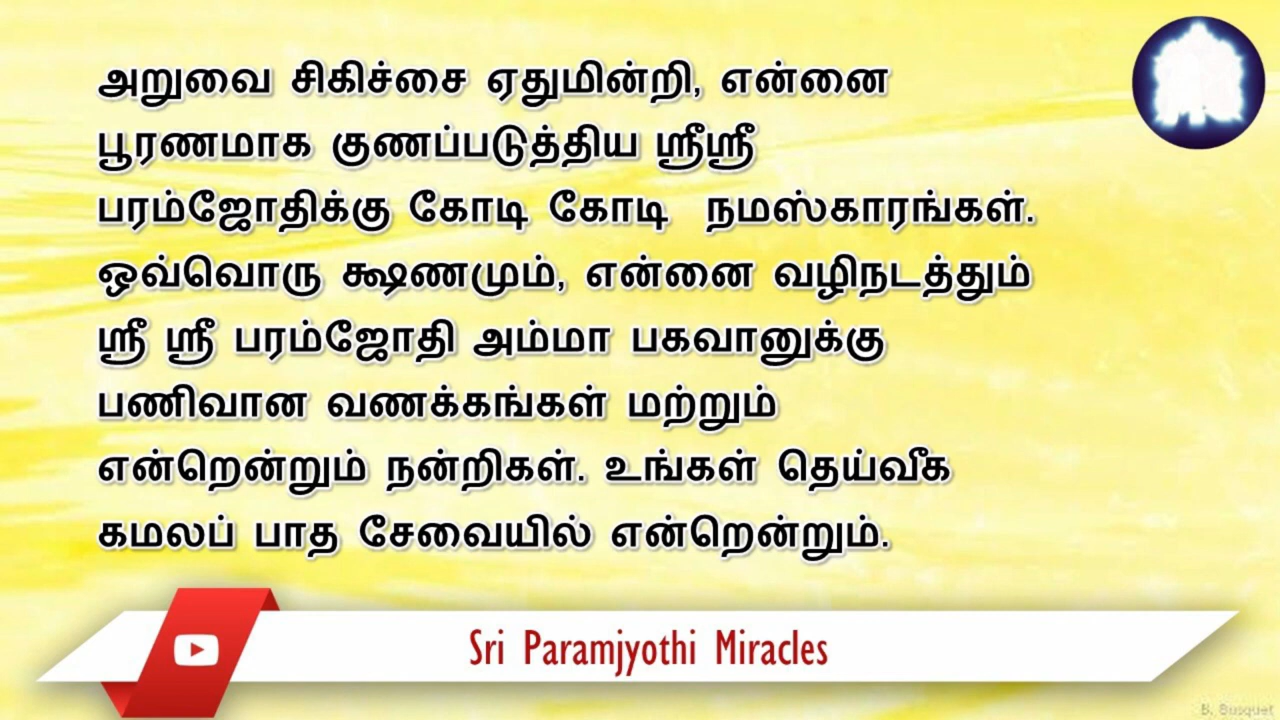 அறுவை சிகிச்சை ஏதுமின்றி, என்னை
பூரணமாக குணப்படுத்திய ஸ்ரீஸ்ரீ
பரம்ஜோதிக்கு கோடி கோடி நமஸ்காரங்கள்.
ஒவ்வொரு க்ஷணமும், என்னை வழிநடத்தும்
ஸ்ரீ ஸ்ரீ பரம்ஜோதி அம்மா பகவானுக்கு
பணிவான வணக்கங்கள் மற்றும்
என்றென்றும் நன்றிகள். உங்கள் தெய்வீக
கமலப் பாத சேவையில் என்றென்றும்.
Sri Paramjyothi Miracles
B. Busquet